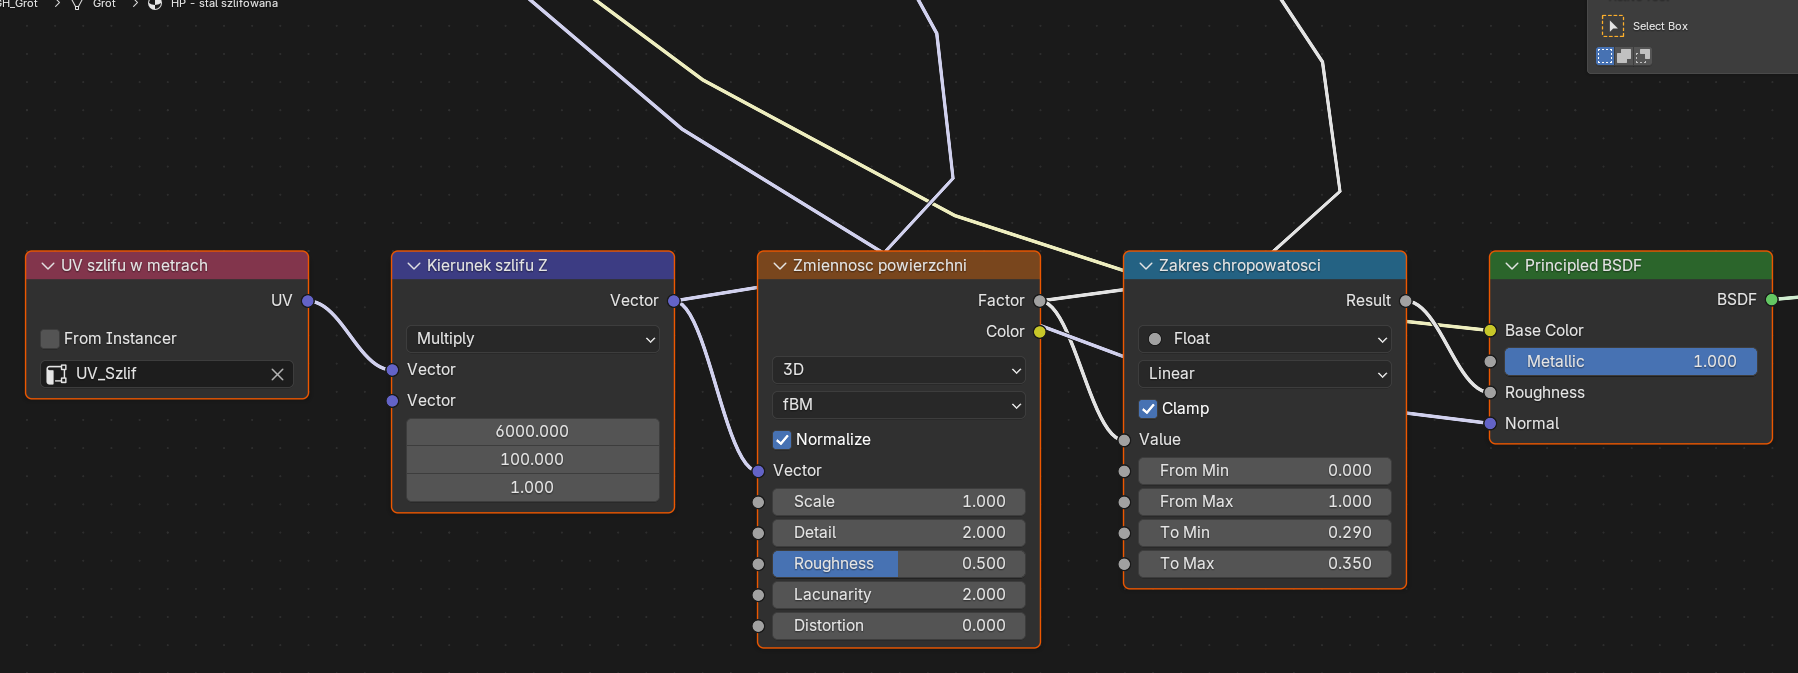 GH_Grot > Grot > HP - stal szlifowana
Select Box
UV szlifu w metrach
UV
From Instancer
UV_Szlif
Kierunek szlifu Z
Vector
Multiply
Vector
Vector
6000.000
100.000
1.000
Zmiennosc powierzchni
Factor
Color
3D
fBM
Normalize
Vector
Scale 1.000
Detail 2.000
Roughness 0.500
Lacunarity 2.000
Distortion 0.000
Zakres chropowatosci
Result
Float
Linear
Clamp
Value
From Min 0.000
From Max 1.000
To Min 0.290
To Max 0.350
Principled BSDF
BSDF
Base Color
Metallic 1.000
Roughness
Normal